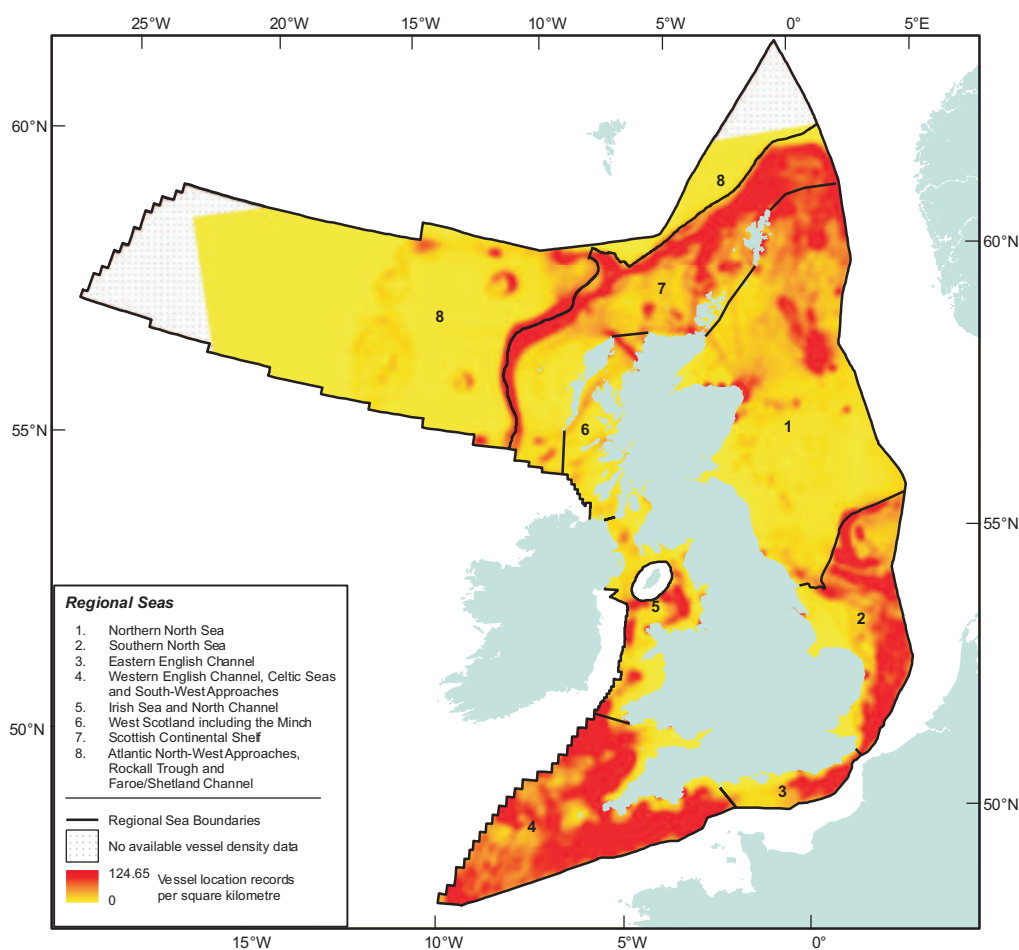 25°W 20°W 15°W 10°W 5°W 0° 5°E
60°N
8
60°N
7
8
1
55°N
6
55°N
Regional Seas
5
2
1. Northern North Sea
2. Southern North Sea
3. Eastern English Channel
4. Western English Channel, Celtic Seas
and South-West Approaches
5. Irish Sea and North Channel
6. West Scotland including the Minch
7. Scottish Continental Shelf
8. Atlantic North-West Approaches,
Rockall Trough and
Faroe/Shetland Channel
50°N
3
50°N
4
Regional Sea Boundaries
No available vessel density data
124.65
0
Vessel location records
per square kilometre
15°W 10°W 5°W 0°